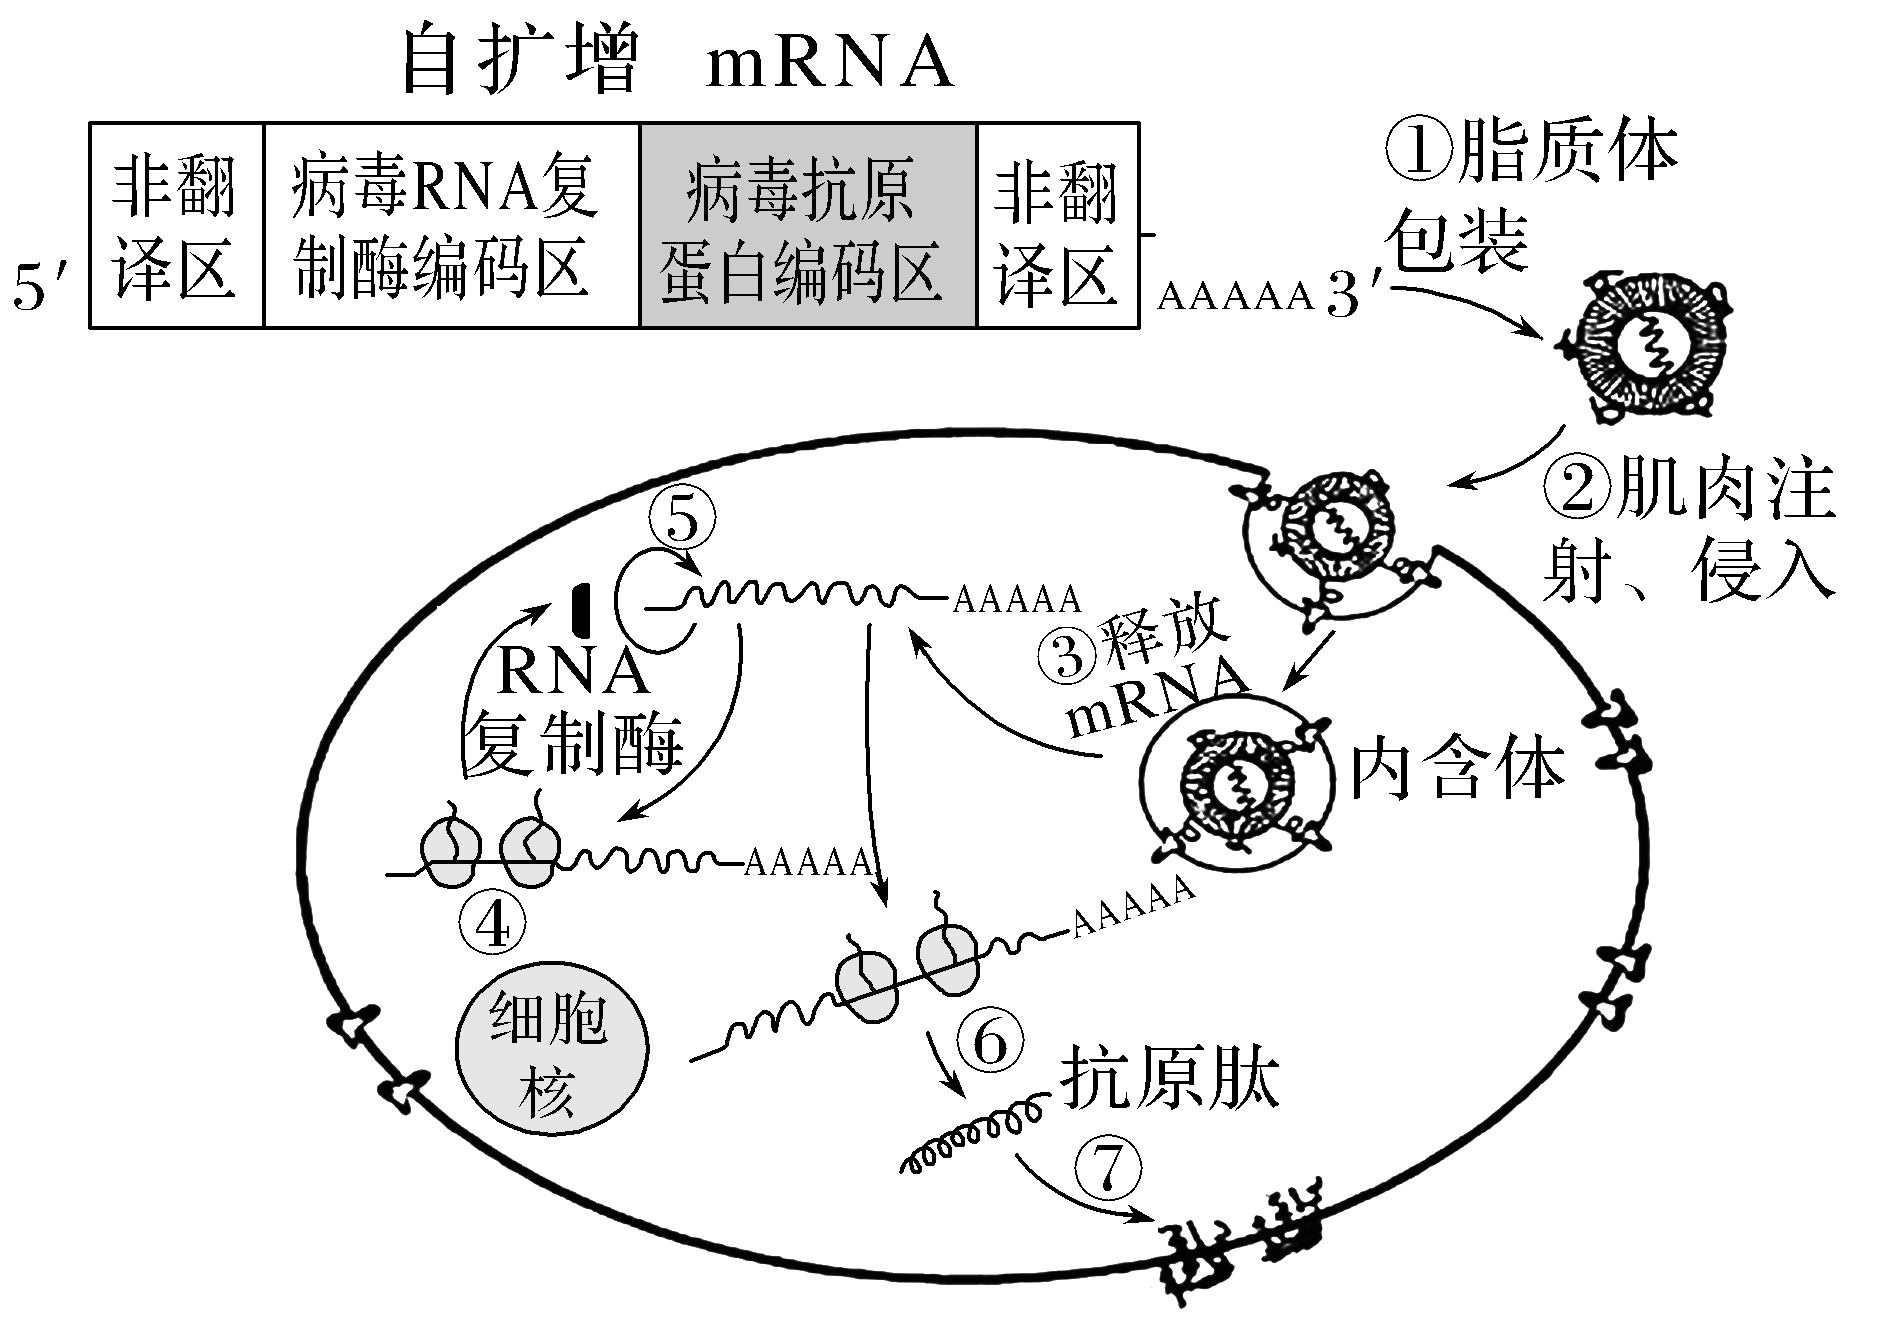 自扩增 mRNA
5′
非翻
译区
病毒RNA复
制酶编码区
病毒抗原
蛋白编码区
非翻
译区
AAAAA3′
①脂质体
包装
②肌肉注
射、侵入
⑤
AAAAA
③释放
mRNA
RNA
复制酶
内含体
AAAAA
④
AAAAA
细胞
核
⑥
抗原肽
⑦